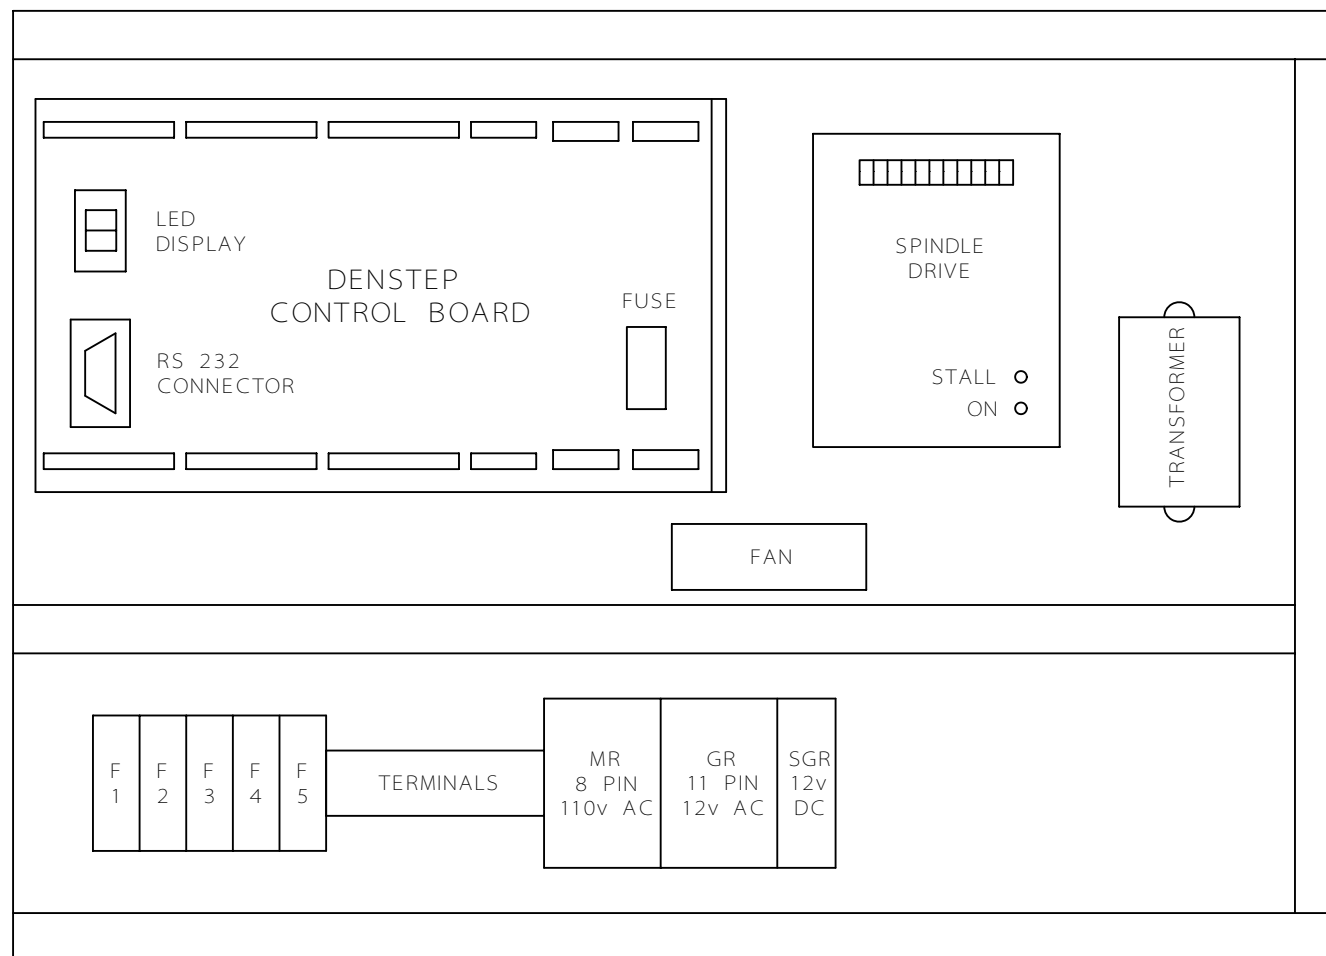 LED
DISPLAY
DENSTEP
CONTROL BOARD
RS 232
CONNECTOR
FUSE
SPINDLE
DRIVE
STALL
ON
TRANSFORMER
FAN
F
1
F
2
F
3
F
4
F
5
TERMINALS
MR
8 PIN
110v AC
GR
11 PIN
12v AC
SGR
12v
DC